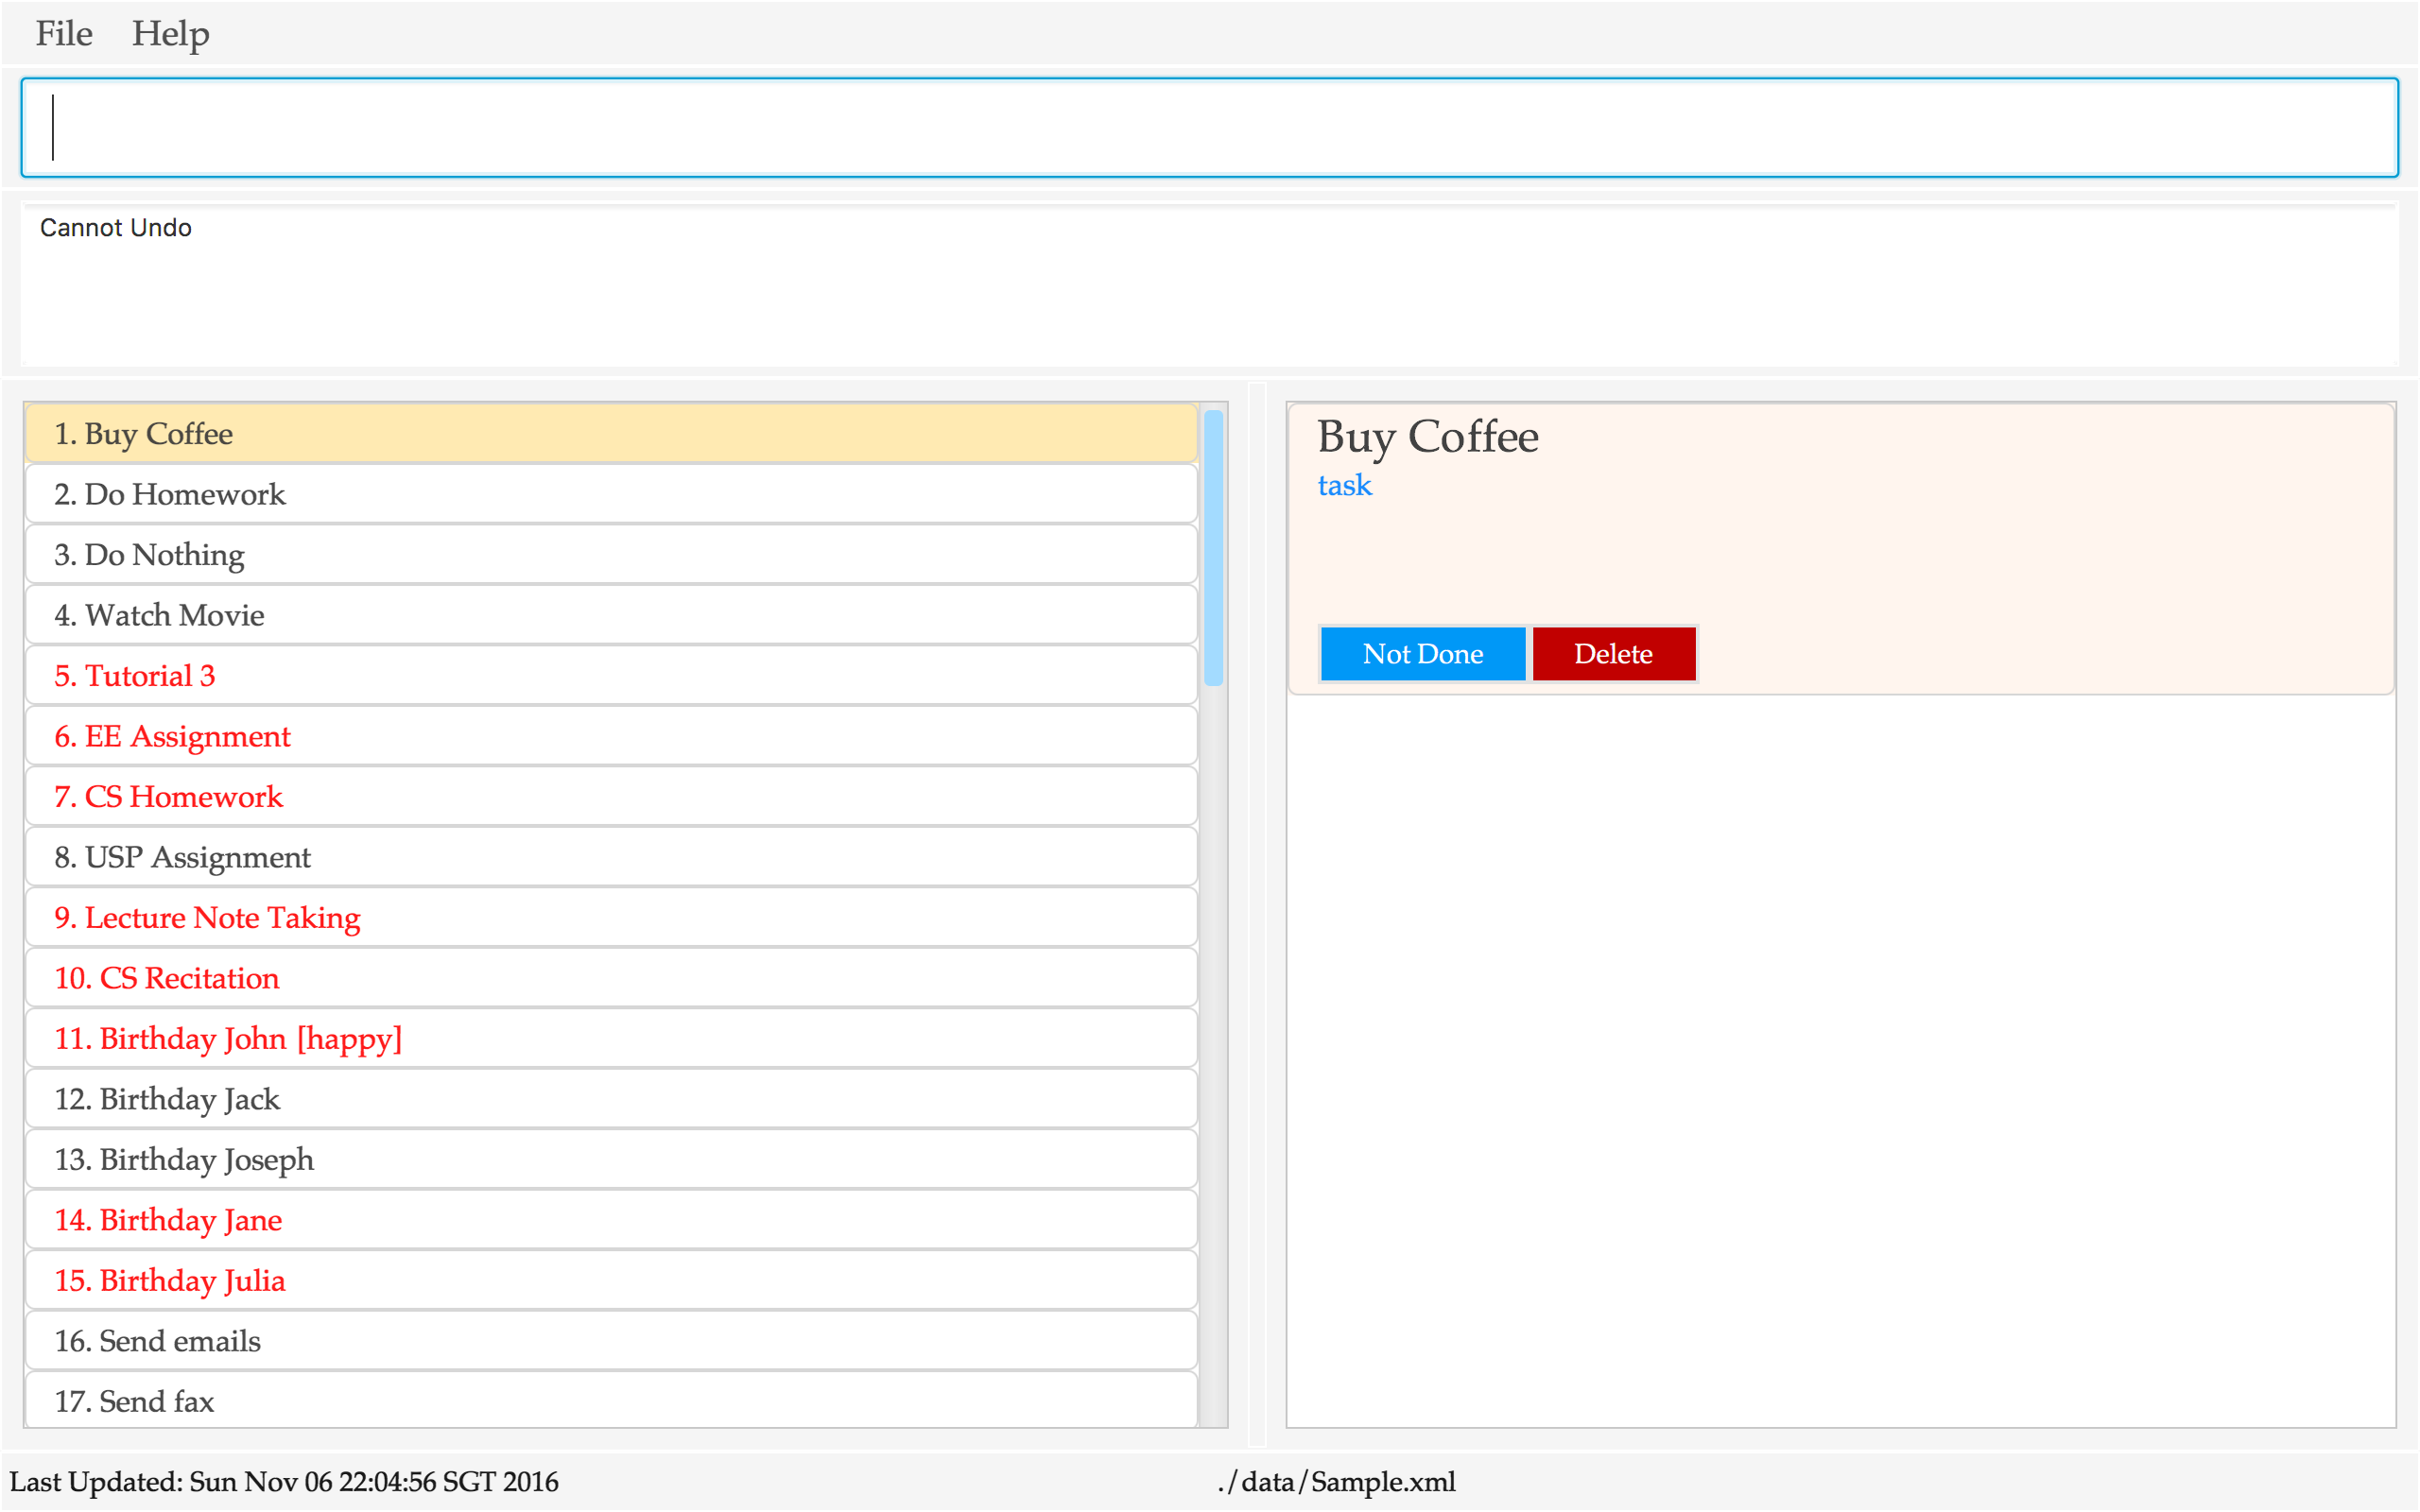 File Help
Cannot Undo
1. Buy Coffee
2. Do Homework
3. Do Nothing
4. Watch Movie
5. Tutorial 3
6. EE Assignment
7. CS Homework
8. USP Assignment
9. Lecture Note Taking
10. CS Recitation
11. Birthday John [happy]
12. Birthday Jack
13. Birthday Joseph
14. Birthday Jane
15. Birthday Julia
16. Send emails
17. Send fax
Buy Coffee
task
Not Done Delete
Last Updated: Sun Nov 06 22:04:56 SGT 2016
./data/Sample.xml